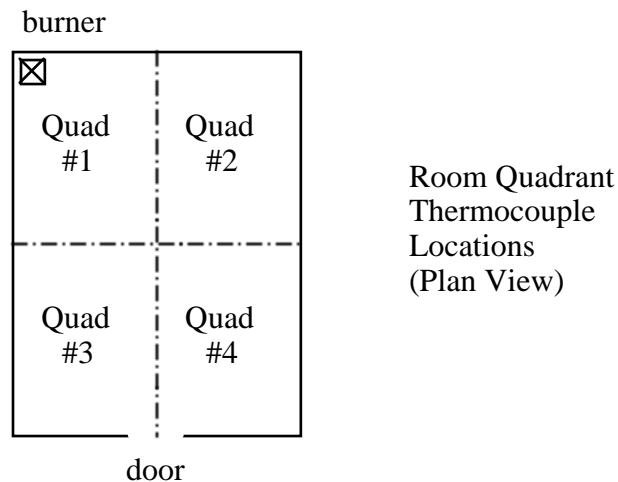 burner
Quad
#1
Quad
#2
Room Quadrant
Thermocouple
Locations
(Plan View)
Quad
#3
Quad
#4
door